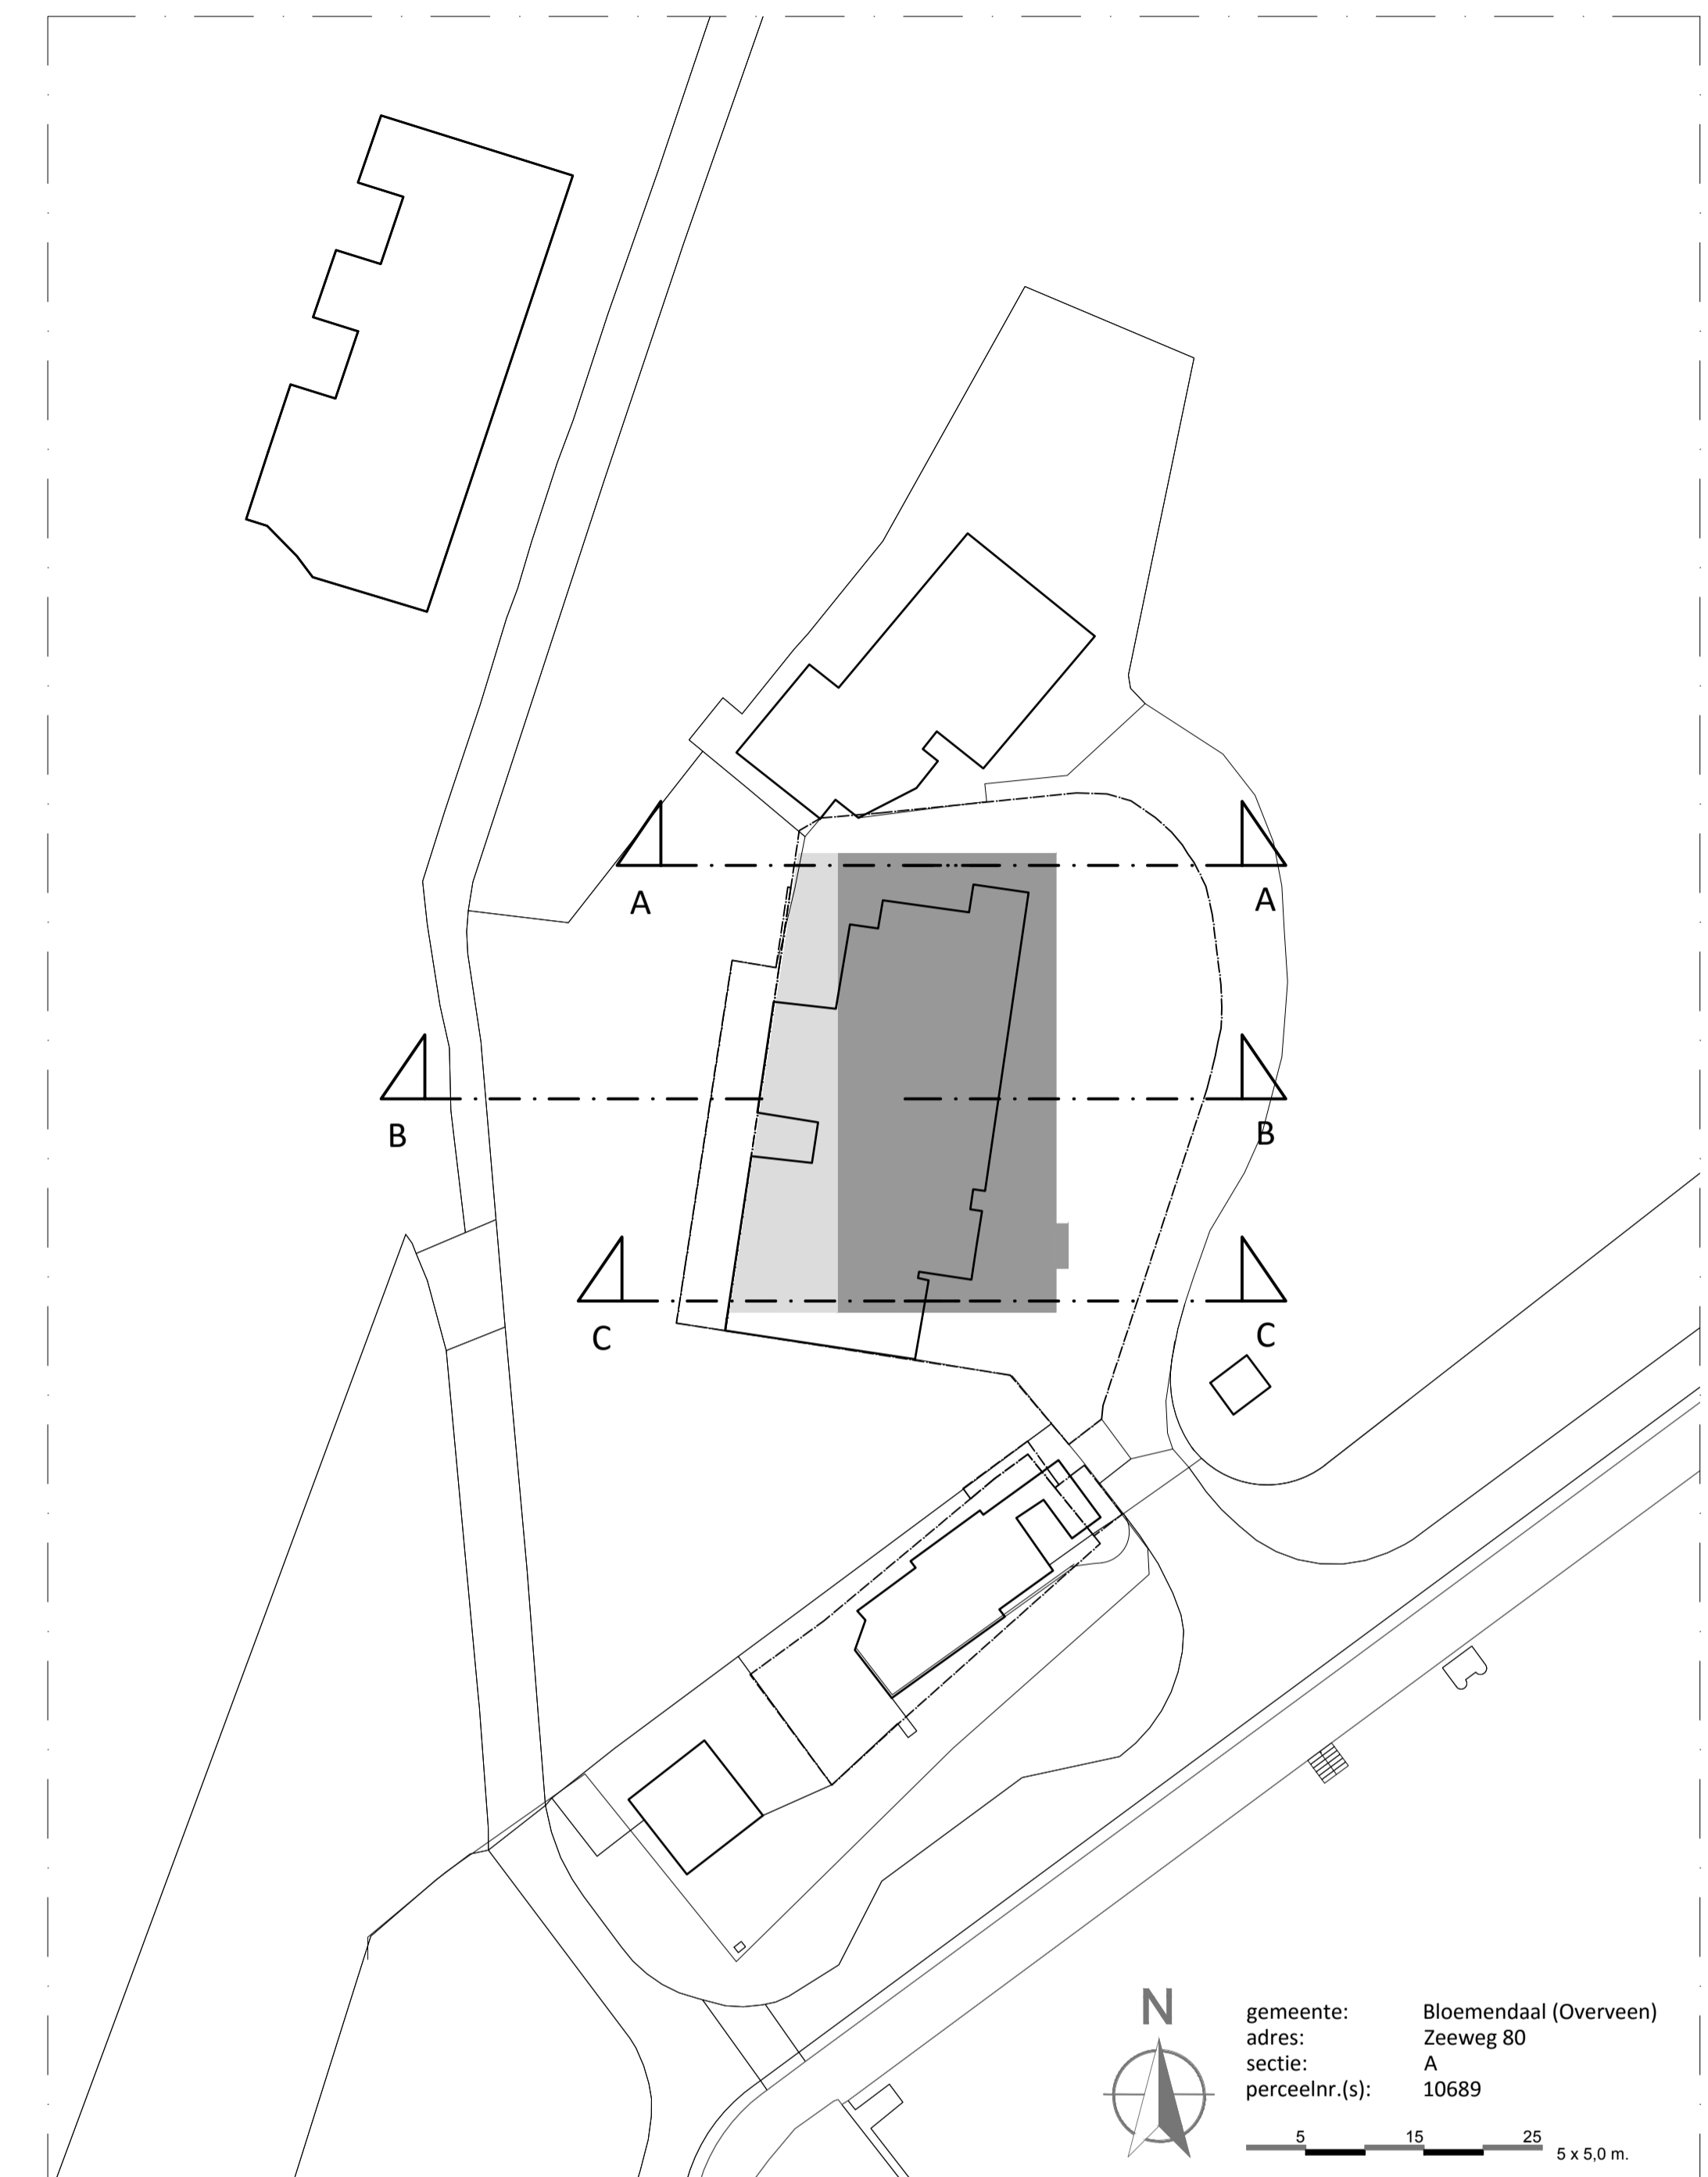 A A
B B
C C
N
gemeente: Bloemendaal (Overveen)
adres: Zeeweg 80
sectie: A
perceelnr.(s): 10689
5 15 25
5 x 5,0 m.